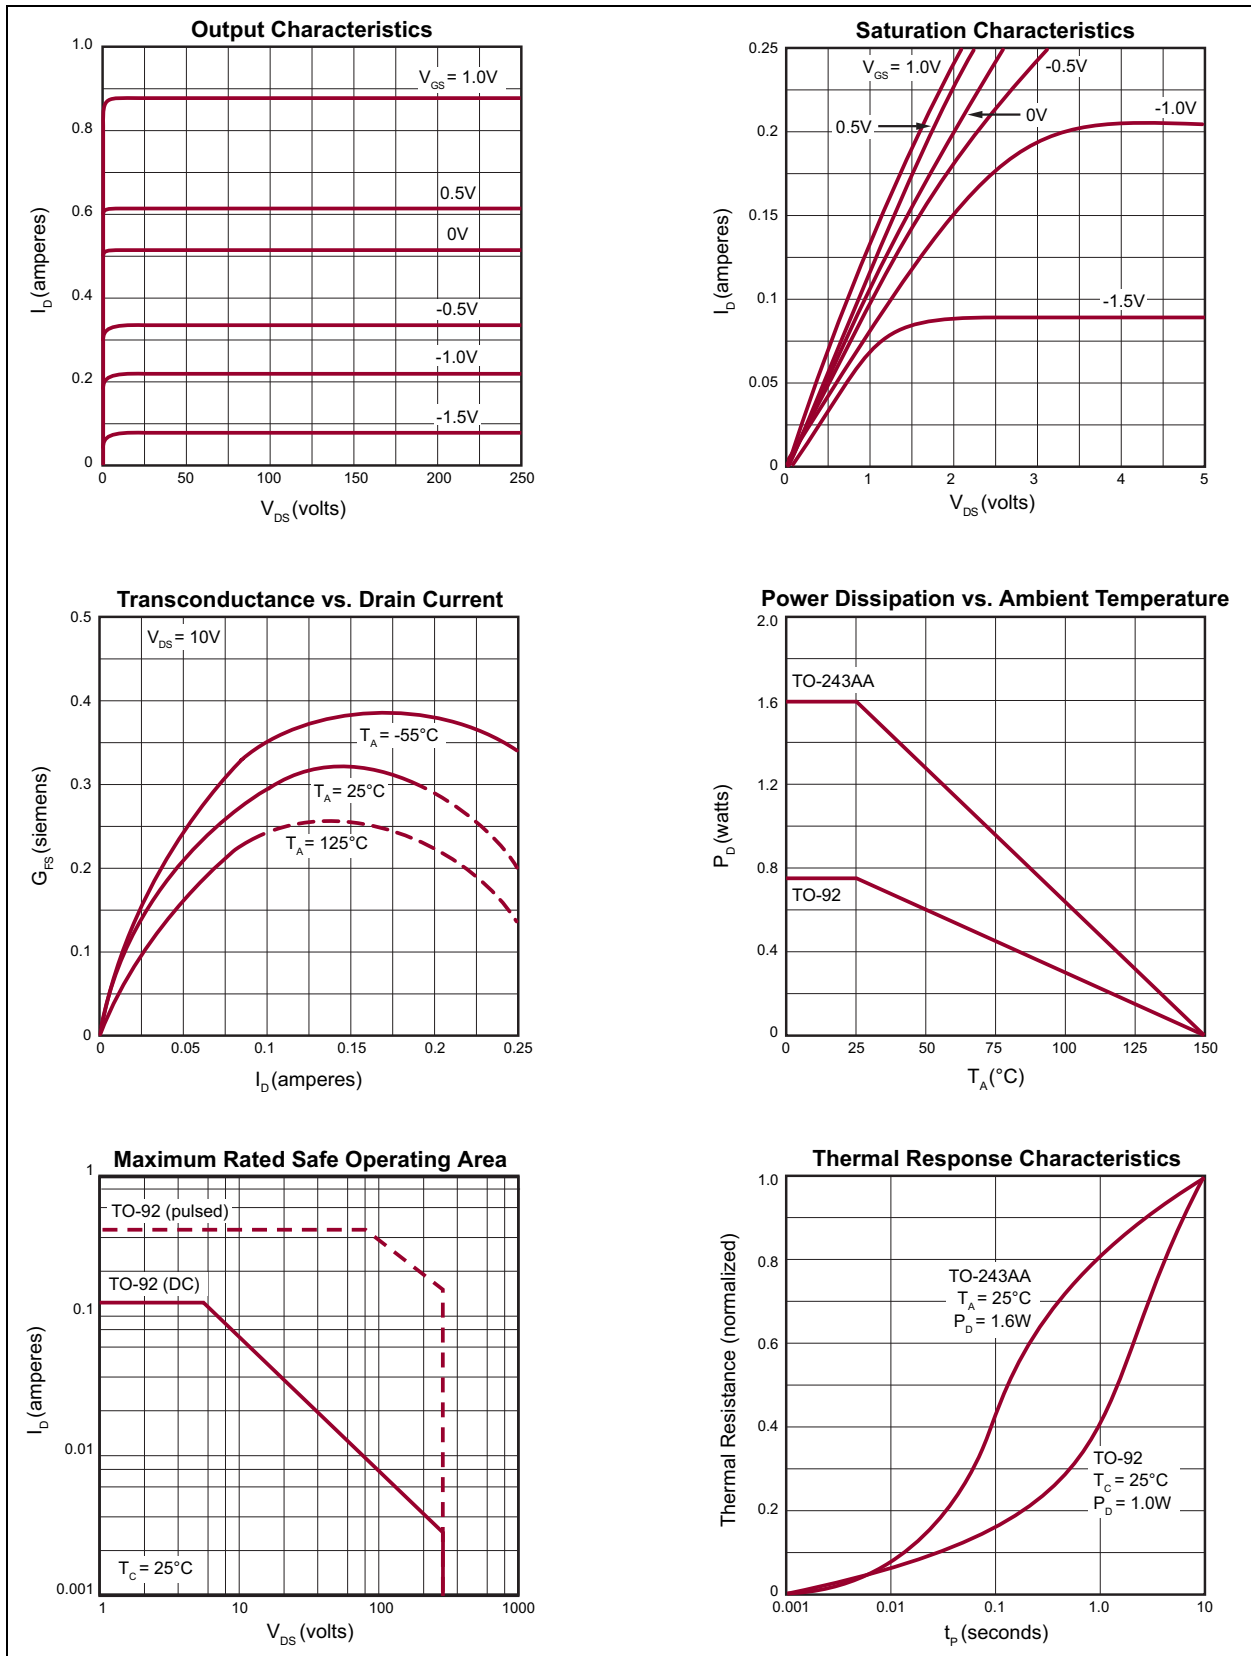 Output Characteristics
1.0
0.8
0.6
0.4
0.2
0
I_D (amperes)
V_GS = 1.0V
0.5V
0V
-0.5V
-1.0V
-1.5V
0 50 100 150 200 250
V_DS (volts)
Saturation Characteristics
0.25
0.2
0.15
0.1
0.05
0
I_D (amperes)
V_GS = 1.0V
-0.5V
0.5V
0V
-1.0V
-1.5V
0 1 2 3 4 5
V_DS (volts)
Transconductance vs. Drain Current
0.5
0.4
0.3
0.2
0.1
0
G_FS (siemens)
V_DS = 10V
T_A = -55°C
T_A = 25°C
T_A = 125°C
0 0.05 0.1 0.15 0.2 0.25
I_D (amperes)
Power Dissipation vs. Ambient Temperature
2.0
1.6
1.2
0.8
0.4
0
P_D (watts)
TO-243AA
TO-92
0 25 50 75 100 125 150
T_A (°C)
Maximum Rated Safe Operating Area
1
0.1
0.01
0.001
I_D (amperes)
TO-92 (pulsed)
TO-92 (DC)
T_C = 25°C
1 10 100 1000
V_DS (volts)
Thermal Response Characteristics
1.0
0.8
0.6
0.4
0.2
0
Thermal Resistance (normalized)
TO-243AA
T_A = 25°C
P_D = 1.6W
TO-92
T_C = 25°C
P_D = 1.0W
0.001 0.01 0.1 1.0 10
t_P (seconds)